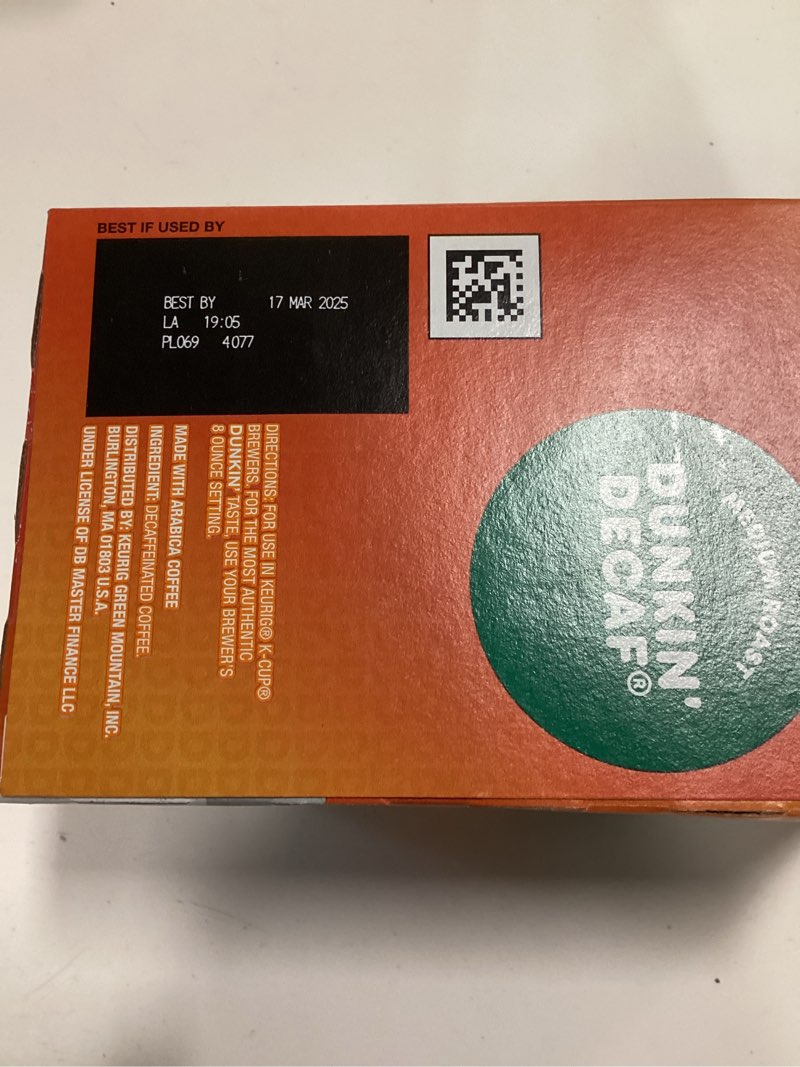 BEST IF USED BY
BEST BY 17 MAR 2025
LA 19:05
PL069 4077
DIRECTIONS: FOR USE IN KEURIG® K-CUP®
BREWERS. FOR THE MOST AUTHENTIC
DUNKIN' TASTE, USE YOUR BREWER'S
8 OUNCE SETTING.
MADE WITH ARABICA COFFEE
INGREDIENT: DECAFFEINATED COFFEE.
DISTRIBUTED BY: KEURIG GREEN MOUNTAIN, INC.
BURLINGTON, MA 01803 U.S.A.
UNDER LICENSE OF DB MASTER FINANCE LLC
MEDIUM ROAST
DUNKIN'
DECAF®